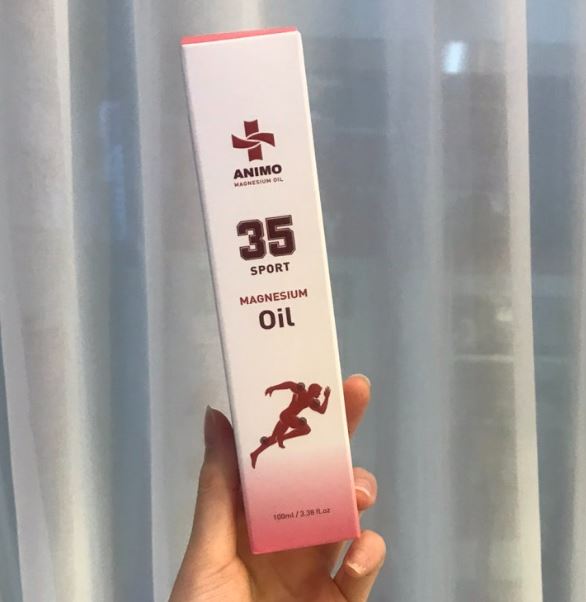 ANIMO
MAGNESIUM OIL
35
SPORT
MAGNESIUM
Oil
100ml / 3.38 fl.oz